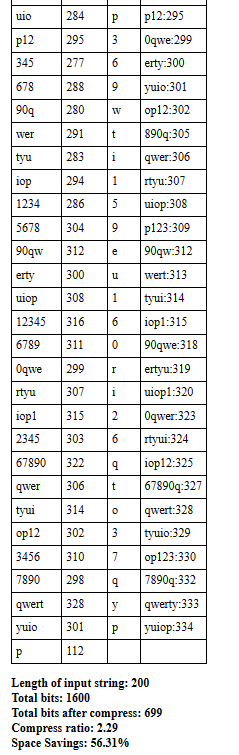 uio 284 p p12:295
p12 295 3 0qwe:299
345 277 6 erty:300
678 288 9 yuio:301
90q 280 w op12:302
wer 291 t 890q:305
tyu 283 i qwer:306
iop 294 1 rtyu:307
1234 286 5 uiop:308
5678 304 9 p123:309
90qw 312 e 90qw:312
erty 300 u wert:313
uiop 308 1 tyui:314
12345 316 6 iop1:315
6789 311 0 90qwe:318
0qwe 299 r ertyu:319
rtyu 307 i uiop1:320
iop1 315 2 0qwer:323
2345 303 6 rtyui:324
67890 322 q iop12:325
qwer 306 t 67890q:327
tyui 314 o qwert:328
op12 302 3 tyuio:329
3456 310 7 op123:330
7890 298 q 7890q:332
qwert 328 y qwerty:333
yuio 301 p yuiop:334
p 112
Length of input string: 200
Total bits: 1600
Total bits after compress: 699
Compress ratio: 2.29
Space Savings: 56.31%